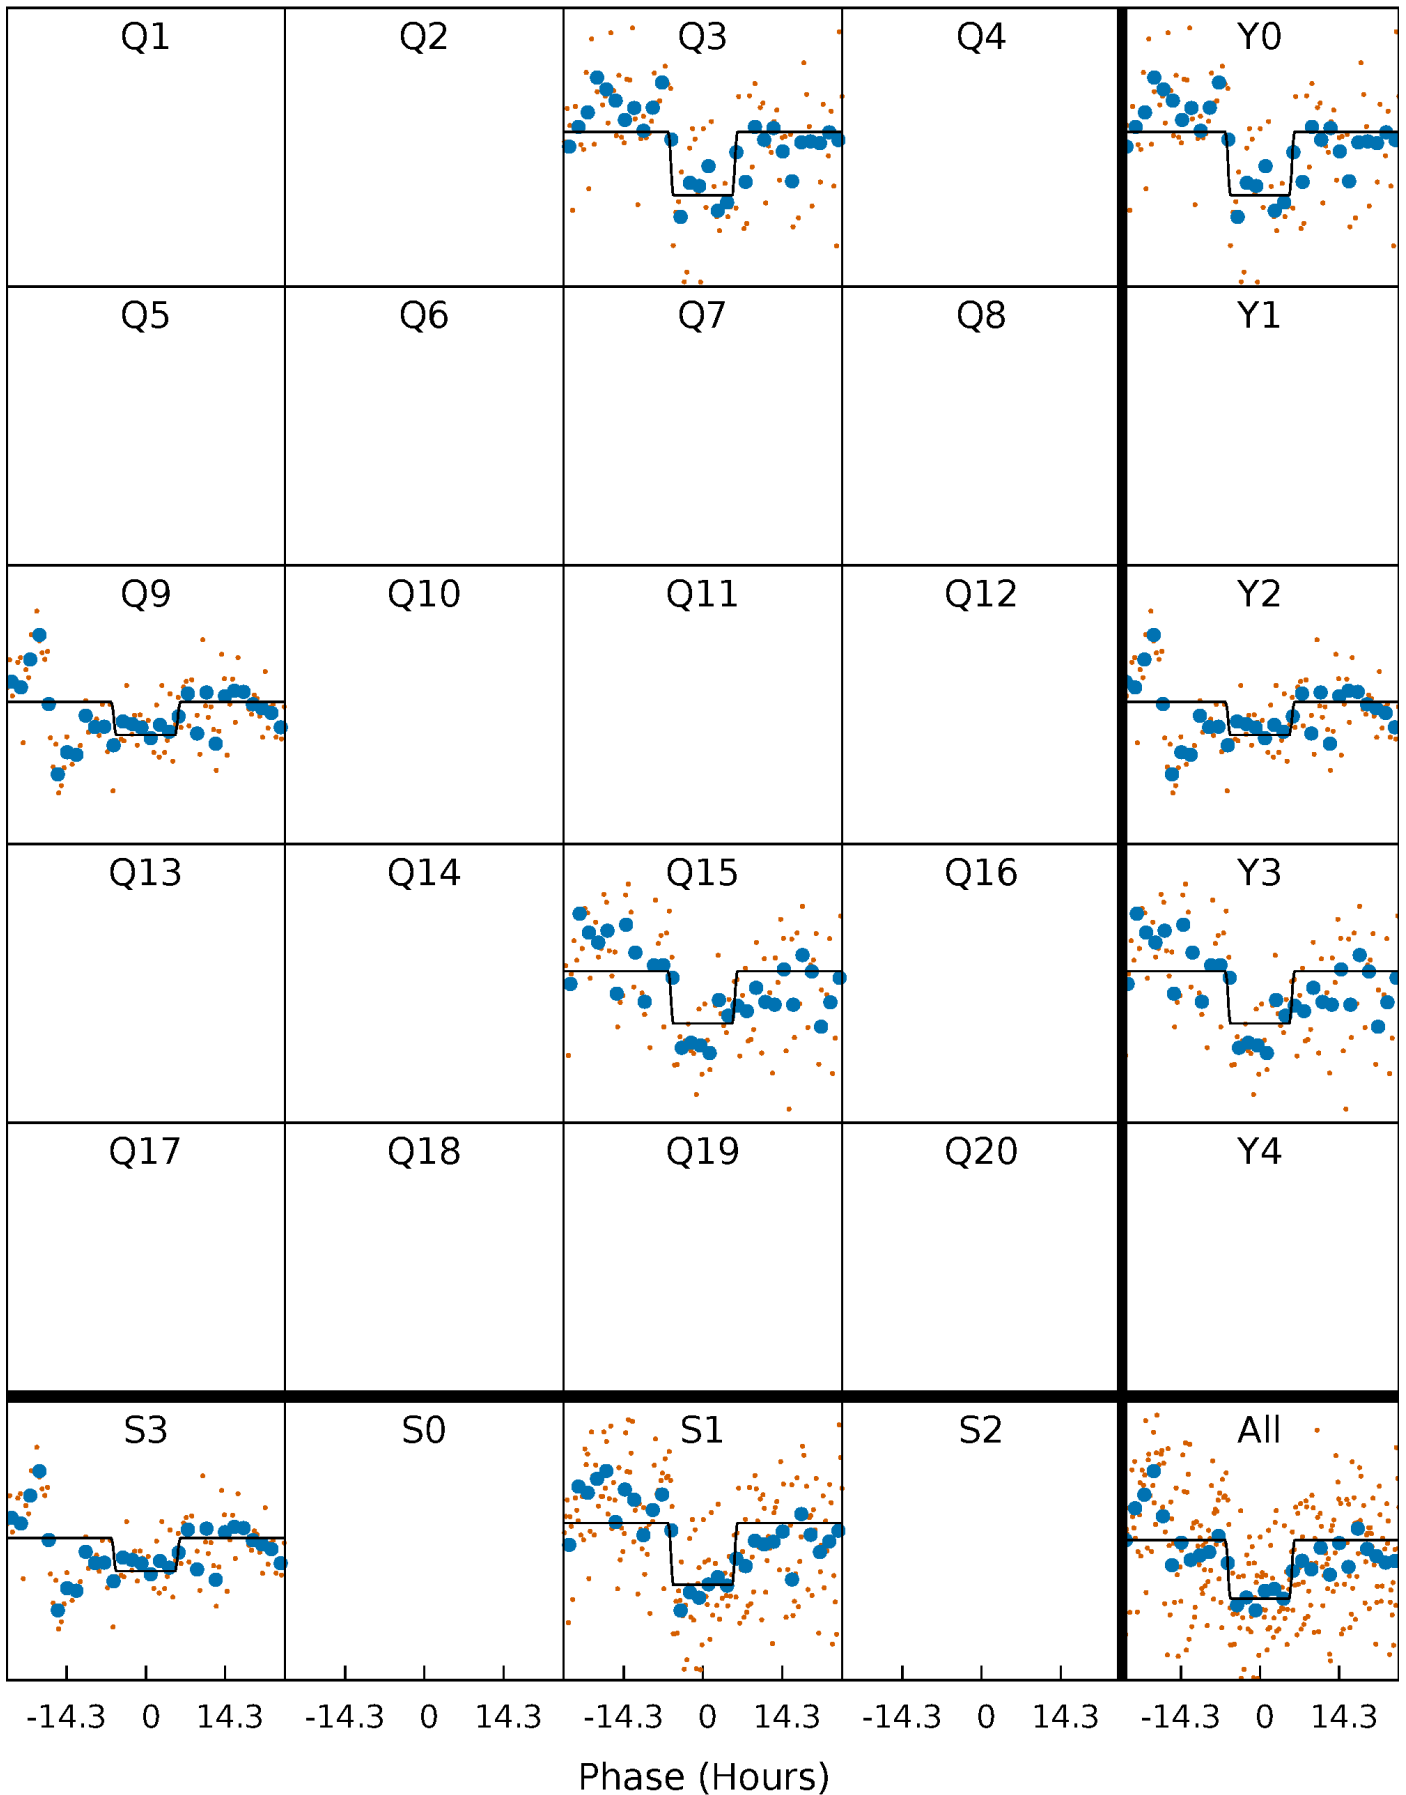 Q1 Q2 Q3 Q4 Y0
Q5 Q6 Q7 Q8 Y1
Q9 Q10 Q11 Q12 Y2
Q13 Q14 Q15 Q16 Y3
Q17 Q18 Q19 Q20 Y4
S3 S0 S1 S2 All
-14.3 0 14.3 -14.3 0 14.3 -14.3 0 14.3 -14.3 0 14.3 -14.3 0 14.3
Phase (Hours)